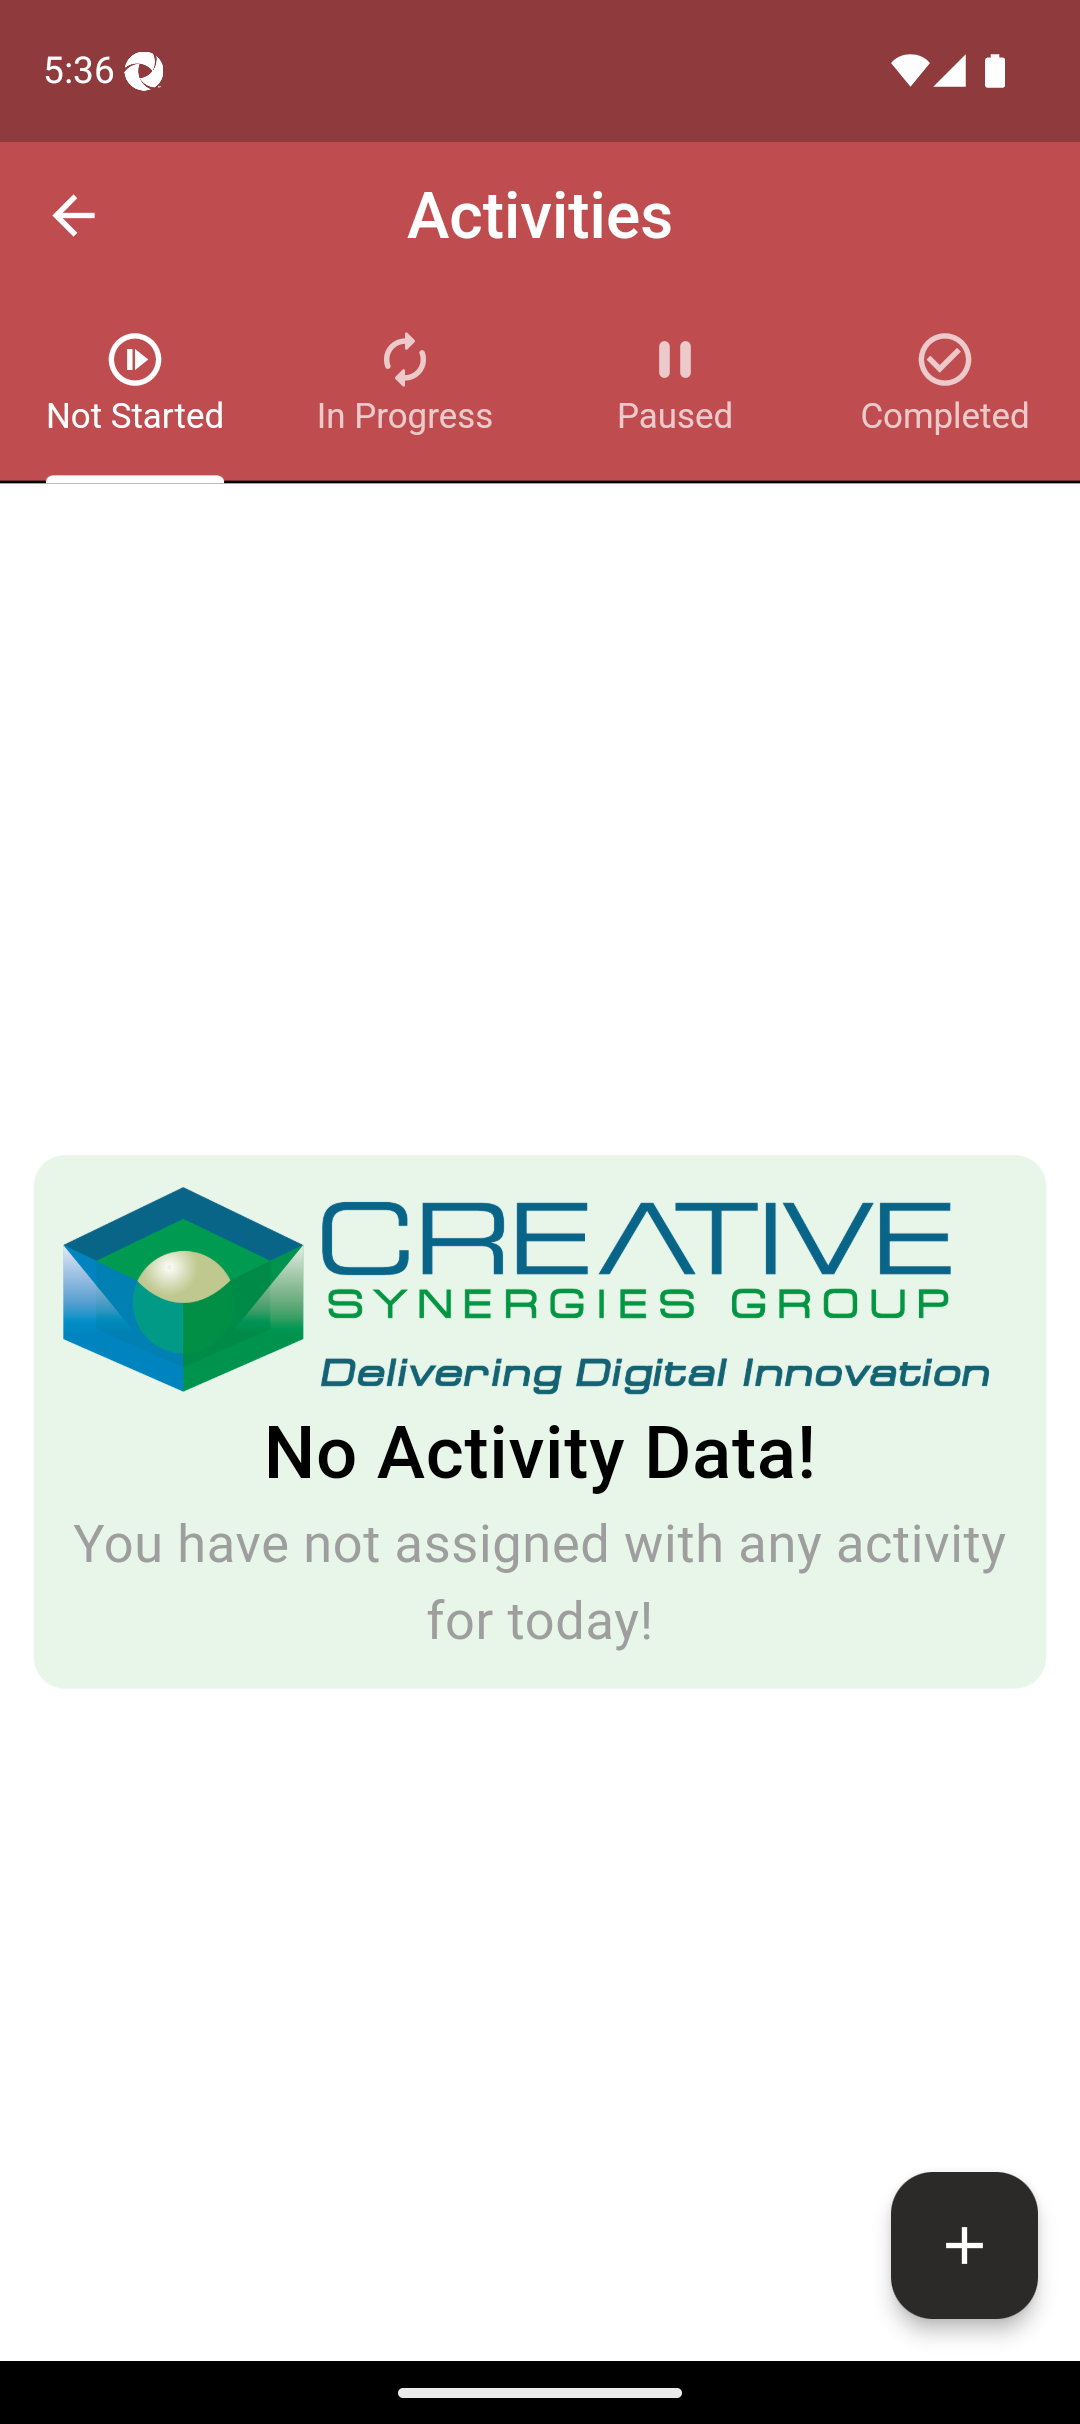 5:36
Activities
Not Started
In Progress
Paused
Completed
CREATIVE
SYNERGIES GROUP
Delivering Digital Innovation
No Activity Data!
You have not assigned with any activity
for today!